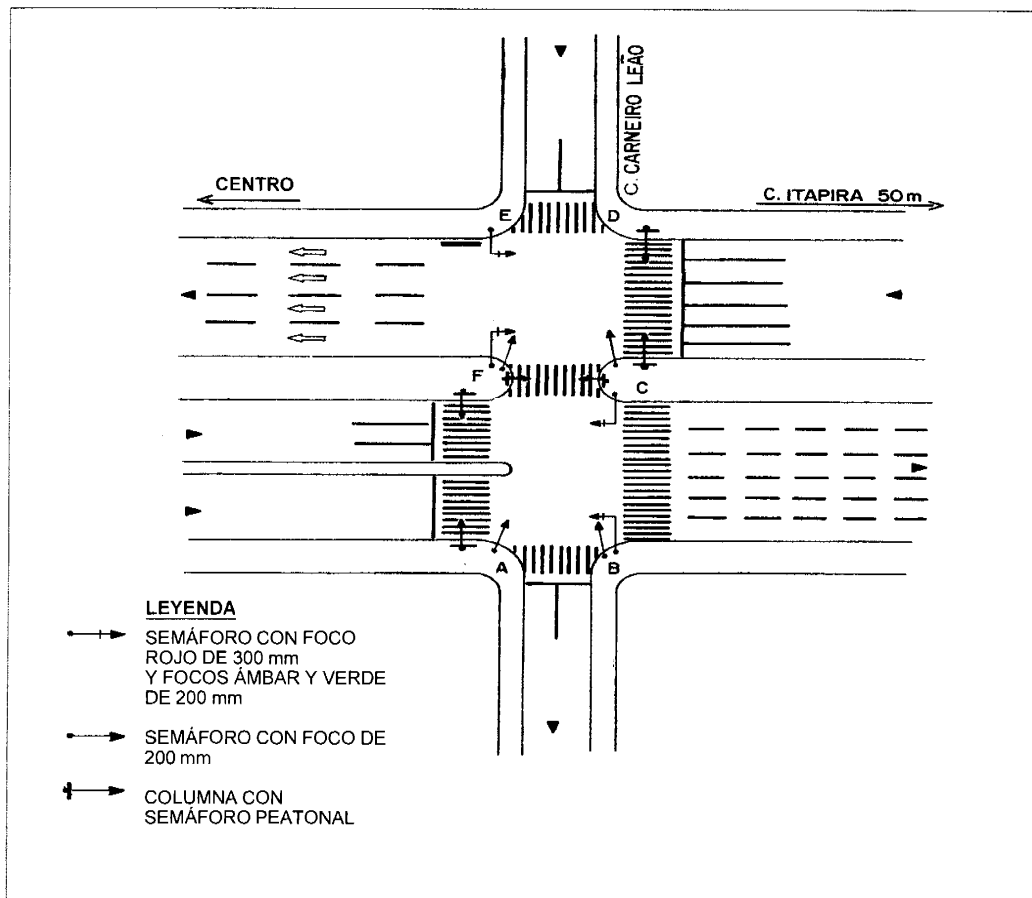 C. CARNEIRO LEÃO
CENTRO
C. ITAPIRA 50m
E
D
F
C
A
B
LEYENDA
SEMÁFORO CON FOCO
ROJO DE 300 mm
Y FOCOS ÁMBAR Y VERDE
DE 200 mm
SEMÁFORO CON FOCO DE
200 mm
COLUMNA CON
SEMÁFORO PEATONAL